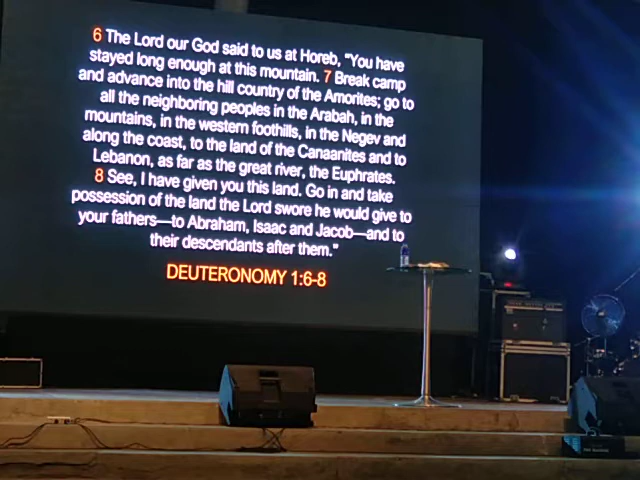 6 The Lord our God said to us at Horeb, "You have
stayed long enough at this mountain. 7 Break camp
and advance into the hill country of the Amorites; go to
all the neighboring peoples in the Arabah, in the
mountains, in the western foothills, in the Negev and
along the coast, to the land of the Canaanites and to
Lebanon, as far as the great river, the Euphrates.
8 See, I have given you this land. Go in and take
possession of the land the Lord swore he would give to
your fathers—to Abraham, Isaac and Jacob—and to
their descendants after them."
DEUTERONOMY 1:6-8